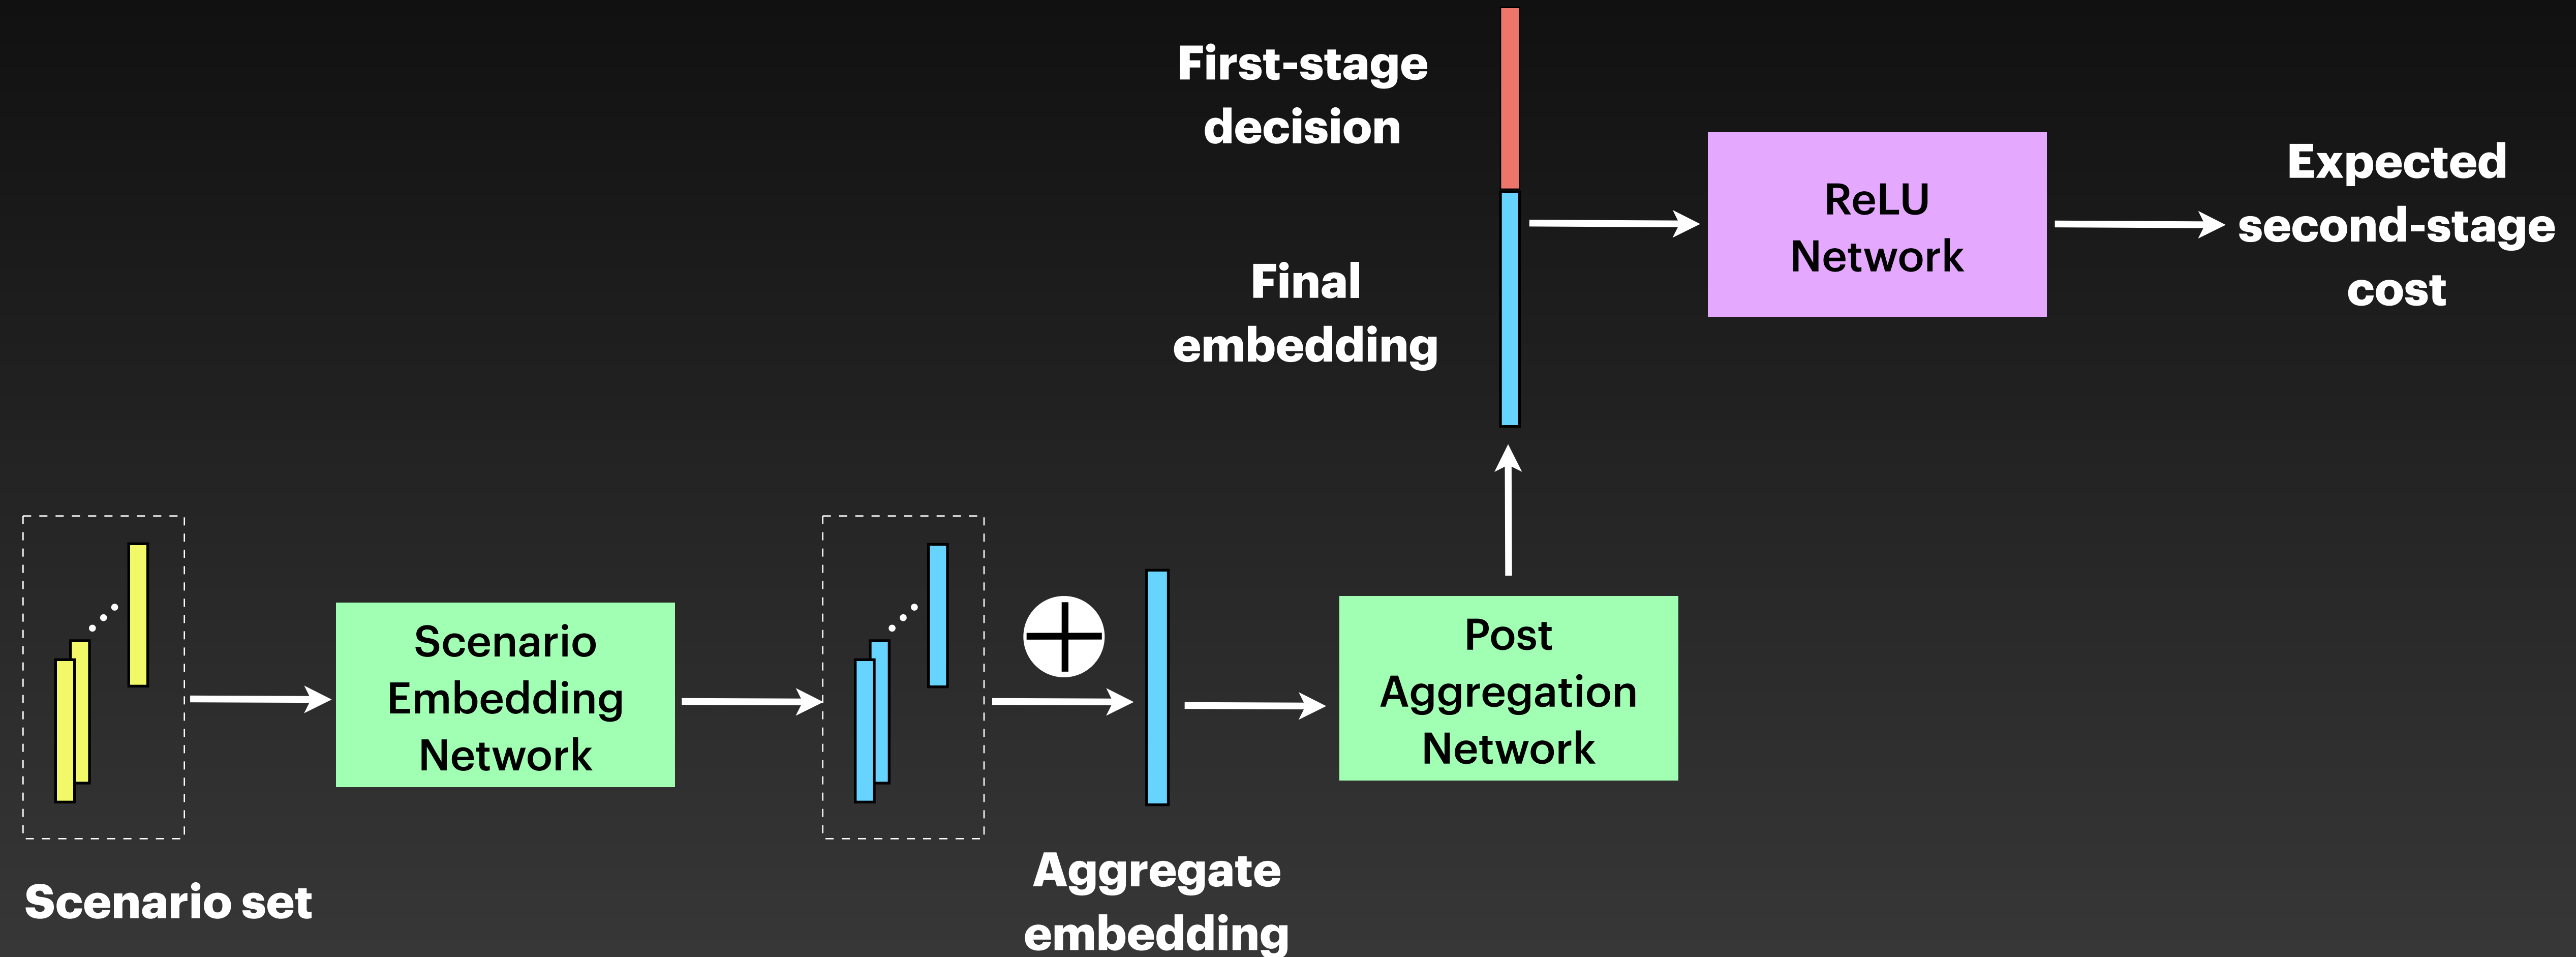 First-stage
decision
Final
embedding
ReLU
Network
Expected
second-stage
cost
Scenario set
Scenario
Embedding
Network
Aggregate
embedding
Post
Aggregation
Network